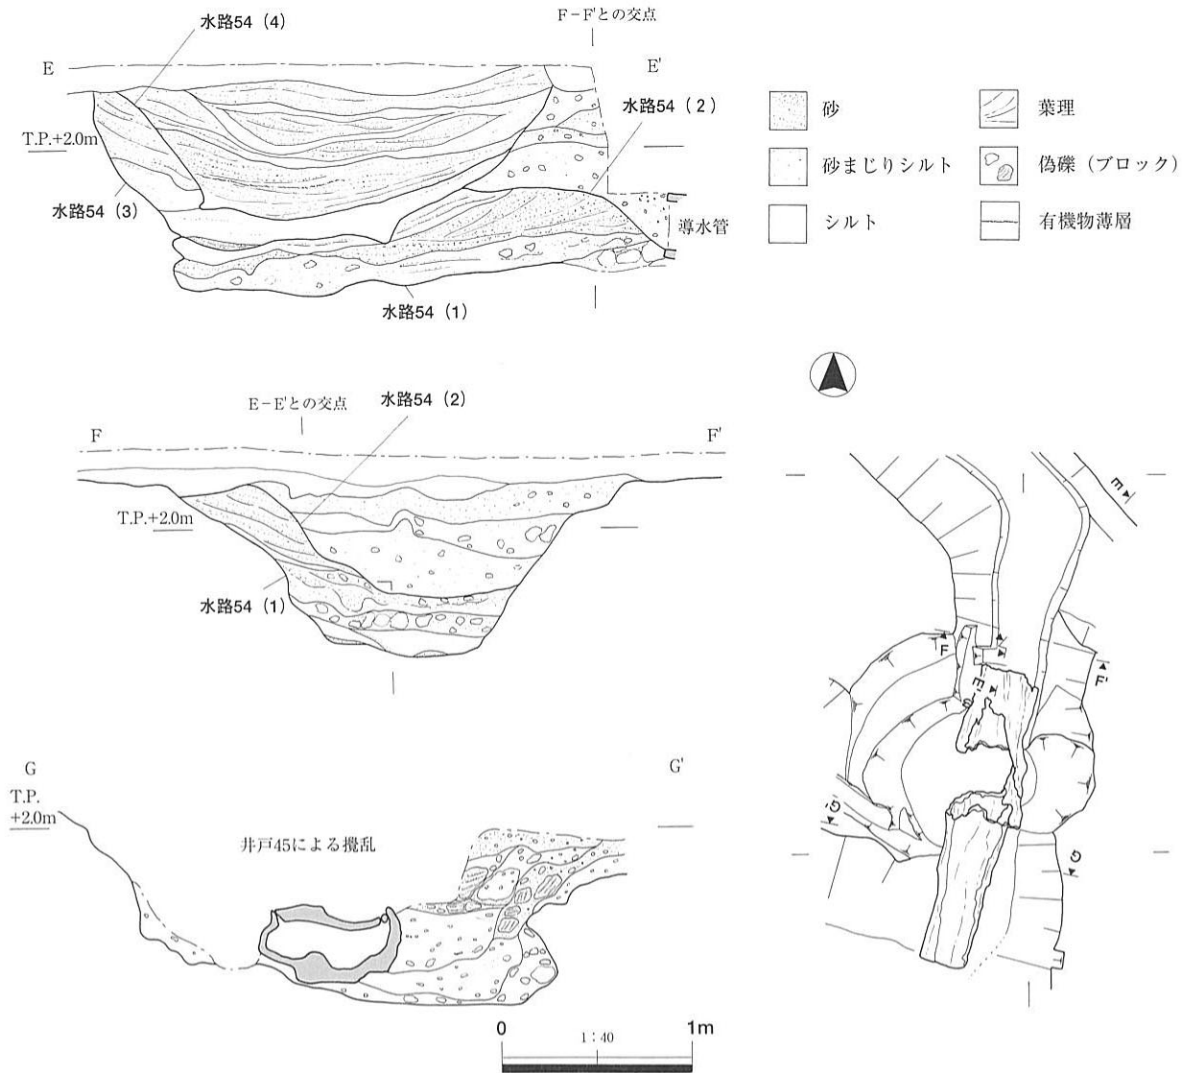 水路54（4）
F－F'との交点
E
E'
水路54（2）
T.P.+2.0m
水路54（3）
導水管
水路54（1）
砂
葉理
砂まじりシルト
偽礫（ブロック）
シルト
有機物薄層
E－E'との交点
水路54（2）
F
F'
T.P.+2.0m
水路54（1）
G
G'
T.P.
+2.0m
井戸45による攪乱
0
1m
1：40
E
F
F'
E'
G'
G